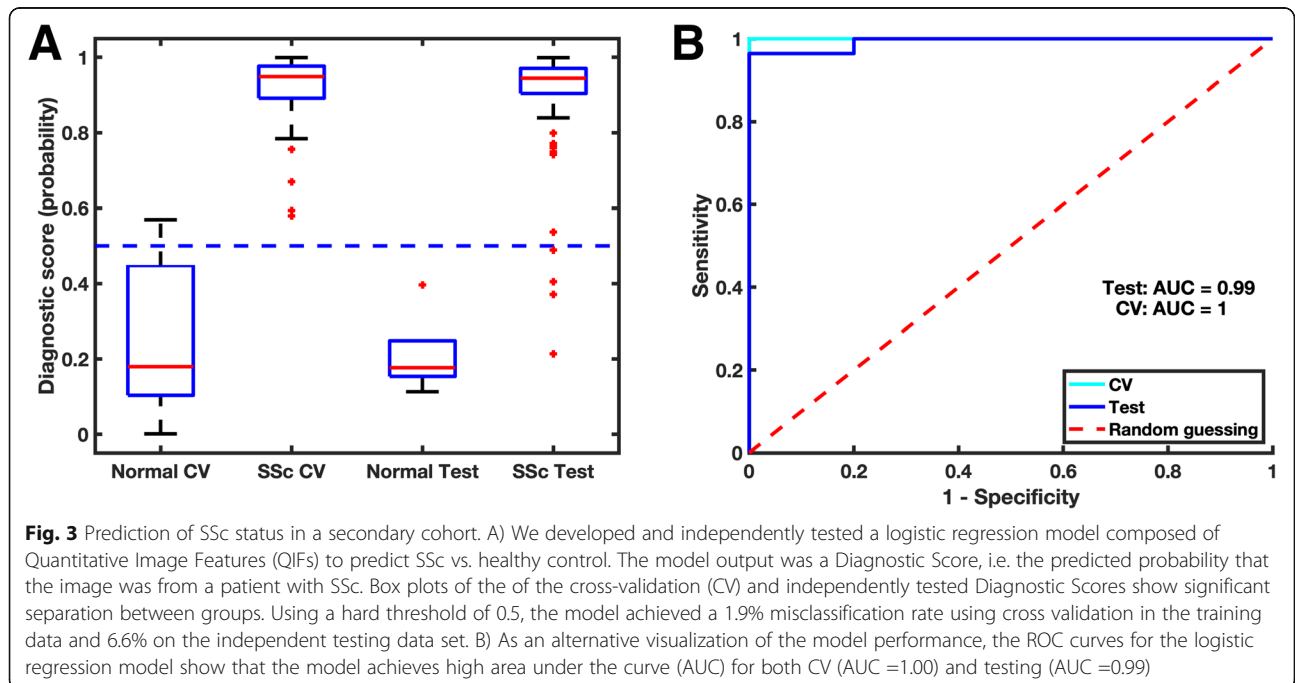 A
Diagnostic score (probability)
1
0.8
0.6
0.4
0.2
0
Normal CV
SSc CV
Normal Test
SSc Test
B
Sensitivity
1
0.8
0.6
0.4
0.2
0
Test: AUC = 0.99
CV: AUC = 1
CV
Test
Random guessing
0
0.2
0.4
0.6
0.8
1
1 - Specificity
Fig. 3 Prediction of SSc status in a secondary cohort. A) We developed and independently tested a logistic regression model composed of
Quantitative Image Features (QIFs) to predict SSc vs. healthy control. The model output was a Diagnostic Score, i.e. the predicted probability that
the image was from a patient with SSc. Box plots of the of the cross-validation (CV) and independently tested Diagnostic Scores show significant
separation between groups. Using a hard threshold of 0.5, the model achieved a 1.9% misclassification rate using cross validation in the training
data and 6.6% on the independent testing data set. B) As an alternative visualization of the model performance, the ROC curves for the logistic
regression model show that the model achieves high area under the curve (AUC) for both CV (AUC =1.00) and testing (AUC =0.99)